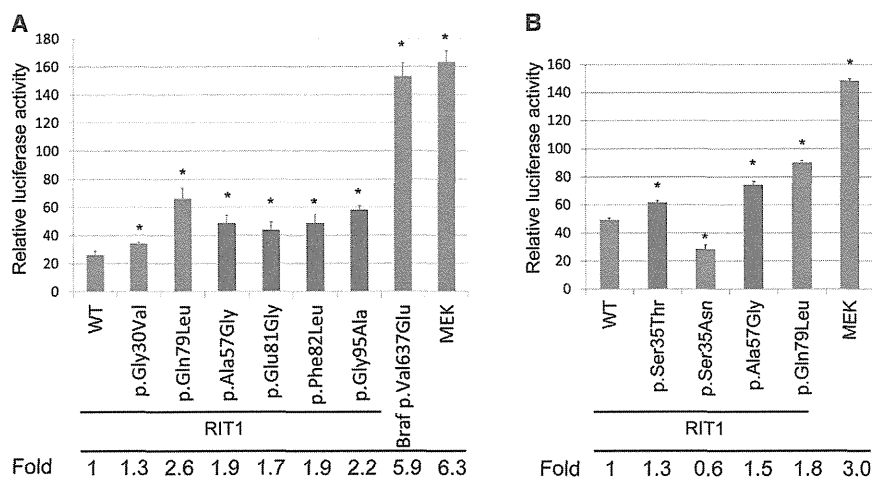 A
Relative luciferase activity
180
160
140
120
100
80
60
40
20
0
* * * * * * * *
WT
p.Gly30Val
p.Gln79Leu
p.Ala57Gly
p.Glu81Gly
p.Phe82Leu
p.Gly95Ala
Braf p.Val637Glu
MEK
RIT1
Fold 1 1.3 2.6 1.9 1.7 1.9 2.2 5.9 6.3
B
Relative luciferase activity
160
140
120
100
80
60
40
20
0
* * * * *
WT
p.Ser35Thr
p.Ser35Asn
p.Ala57Gly
p.Gln79Leu
MEK
RIT1
Fold 1 1.3 0.6 1.5 1.8 3.0